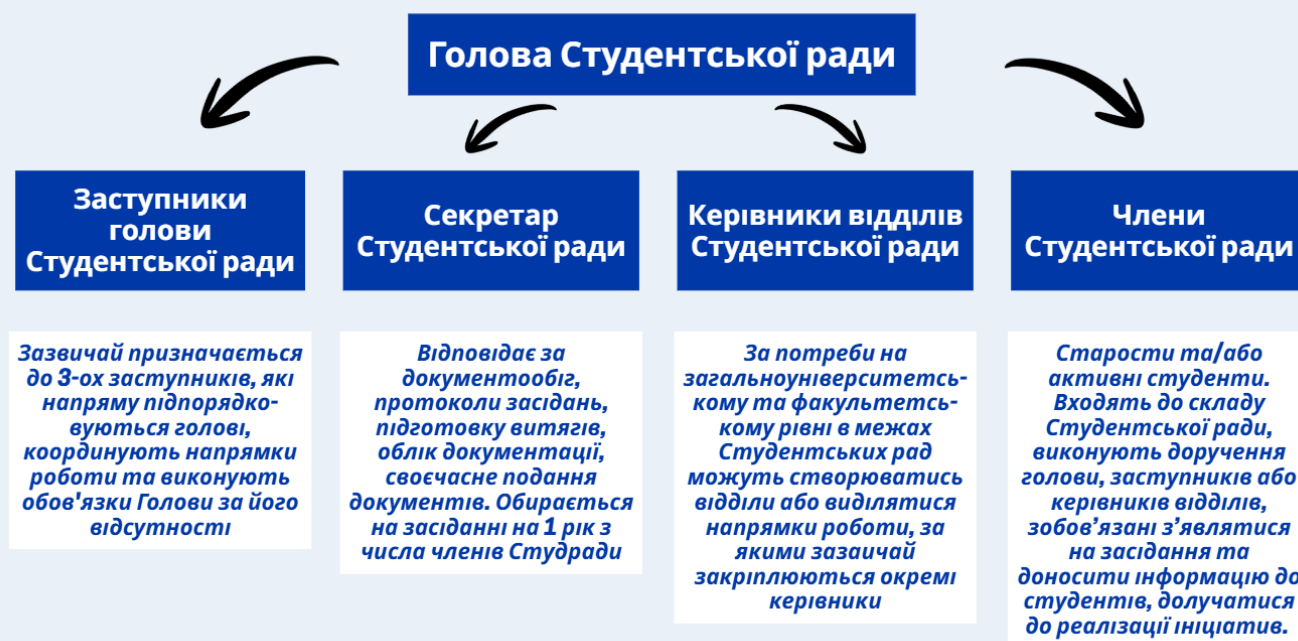 Голова Студентської ради
Заступники
голови
Студентської ради
Секретар
Студентської ради
Керівники відділів
Студентської ради
Члени
Студентської ради
Зазвичай призначається
до 3-ох заступників, які
напряму підпорядко-
вуються голові,
координують напрямки
роботи та виконують
обов'язки Голови за його
відсутності
Відповідає за
документообіг,
протоколи засідань,
підготовку витягів,
облік документації,
своєчасне подання
документів. Обирається
на засіданні на 1 рік з
числа членів Студради
За потреби на
загальноуніверситетсь-
кому та факультетсь-
кому рівні в межах
Студентських рад
можуть створюватись
відділи або виділятися
напрямки роботи, за
якими зазаичай
закріплюються окремі
керівники
Старости та/або
активні студенти.
Входять до складу
Студентської ради,
виконують доручення
голови, заступників або
керівників відділів,
зобов’язані з’являтися
на засідання та
доносити інформацію до
студентів, долучатися
до реалізації ініціатив.